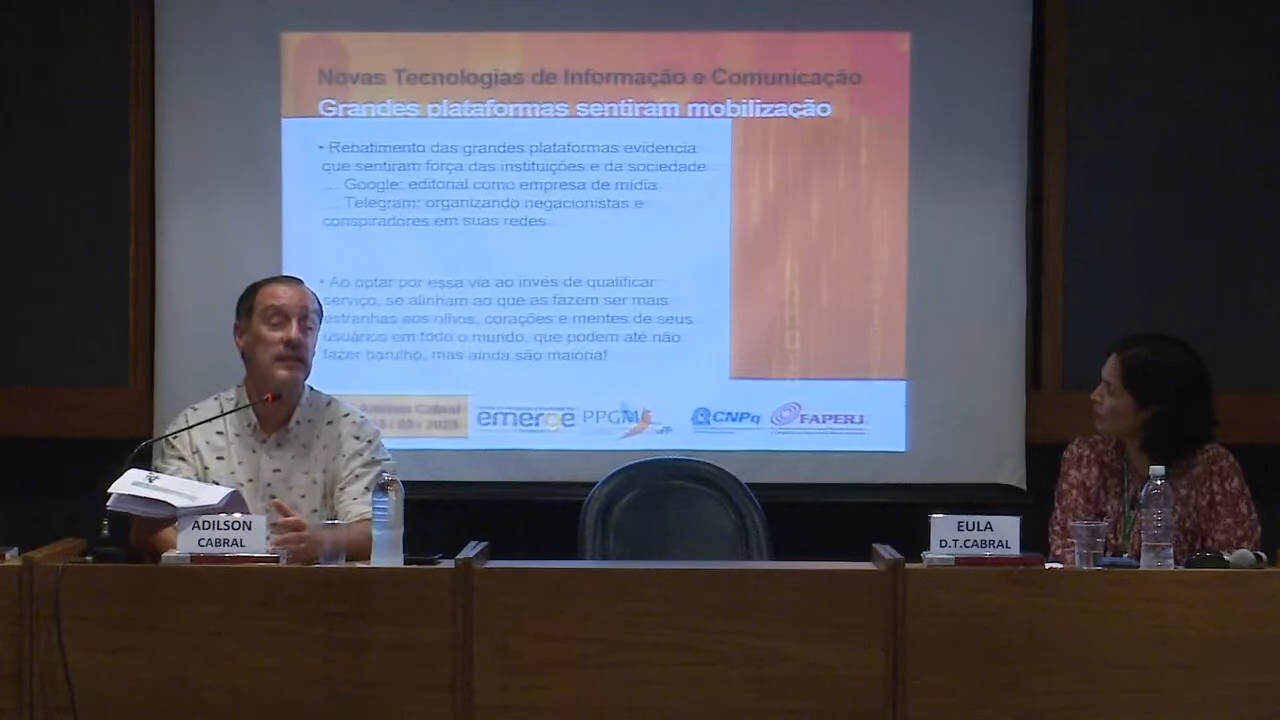 Novas Tecnologias de Informação e Comunicação
Grandes plataformas sentiram mobilização
• Rebatimento das grandes plataformas evidencia
que sentiram força das instituições e da sociedade
... Google: editorial como empresa de mídia
... Telegram: organizando negacionistas e
conspiradores em suas redes
• Ao optar por essa via ao invés de qualificar
serviço, se alinham ao que as fazem ser mais
estranhas aos olhos, corações e mentes de seus
usuários em todo o mundo, que podem até não
fazer barulho, mas ainda são maioria!
Adilson Cabral
emerge
PPGM
CNPq
FAPERJ
ADILSON
CABRAL
EULA
D.T.CABRAL